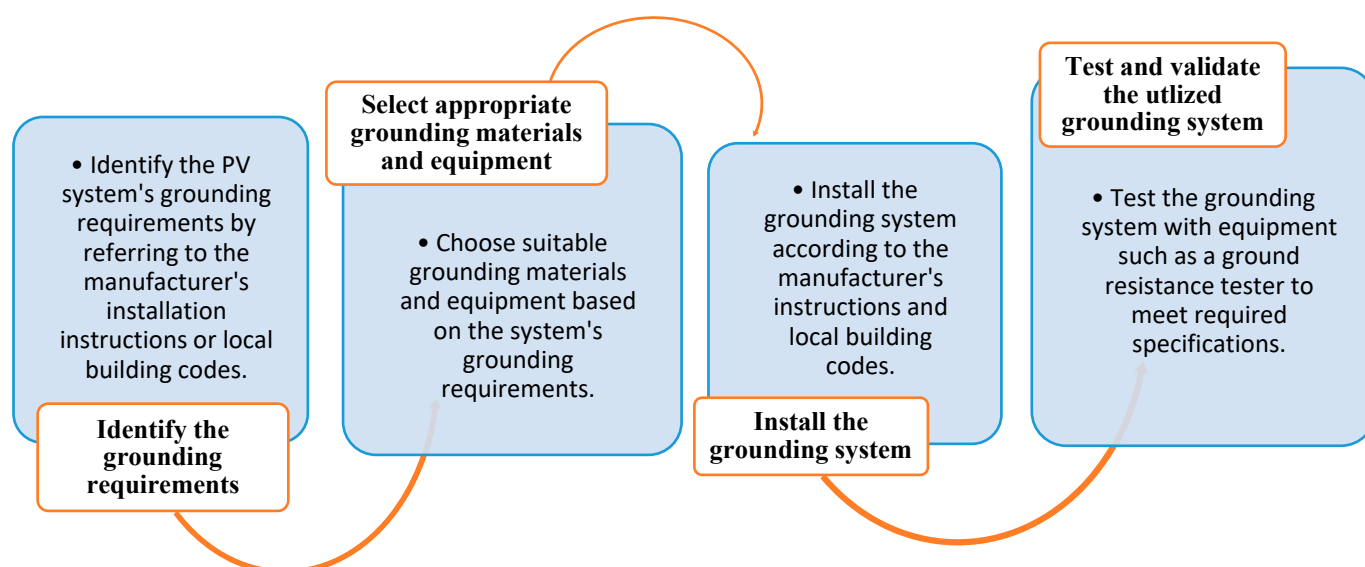 • Identify the PV
system's grounding
requirements by
referring to the
manufacturer's
installation
instructions or local
building codes.
Identify the
grounding
requirements
Select appropriate
grounding materials
and equipment
• Choose suitable
grounding materials
and equipment based
on the system's
grounding
requirements.
• Install the
grounding system
according to the
manufacturer's
instructions and
local building
codes.
Install the
grounding system
Test and validate
the utlized
grounding system
• Test the grounding
system with equipment
such as a ground
resistance tester to
meet required
specifications.